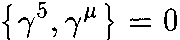 {γ⁵, γ^μ} = 0